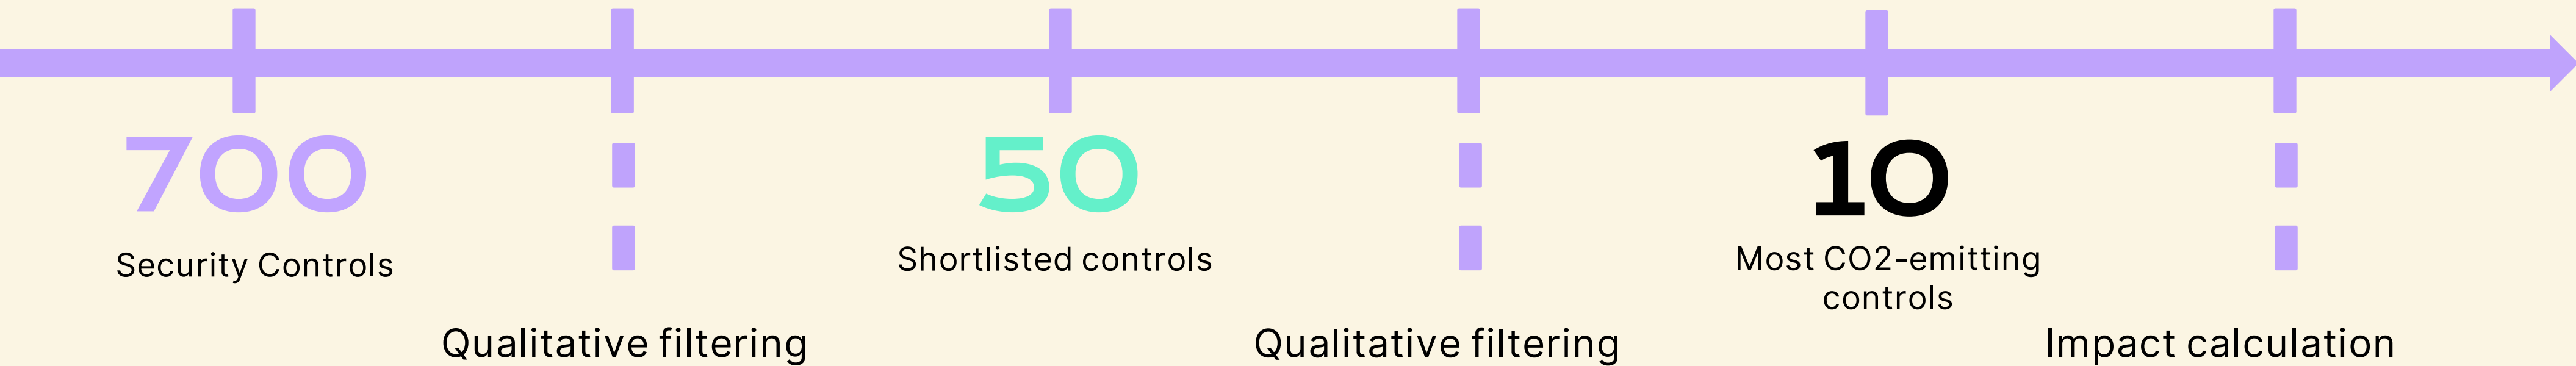 700
Security Controls
Qualitative filtering
50
Shortlisted controls
Qualitative filtering
10
Most CO2-emitting
controls
Impact calculation